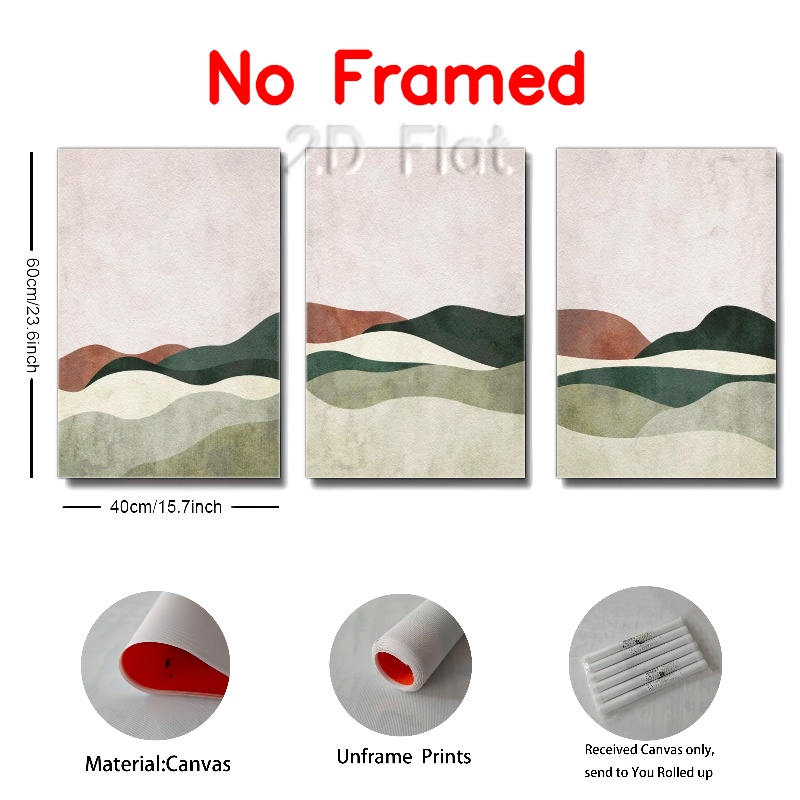 No Framed
2D Flat
60cm/23.6inch
40cm/15.7inch
Material:Canvas
Unframe Prints
Received Canvas only,
send to You Rolled up